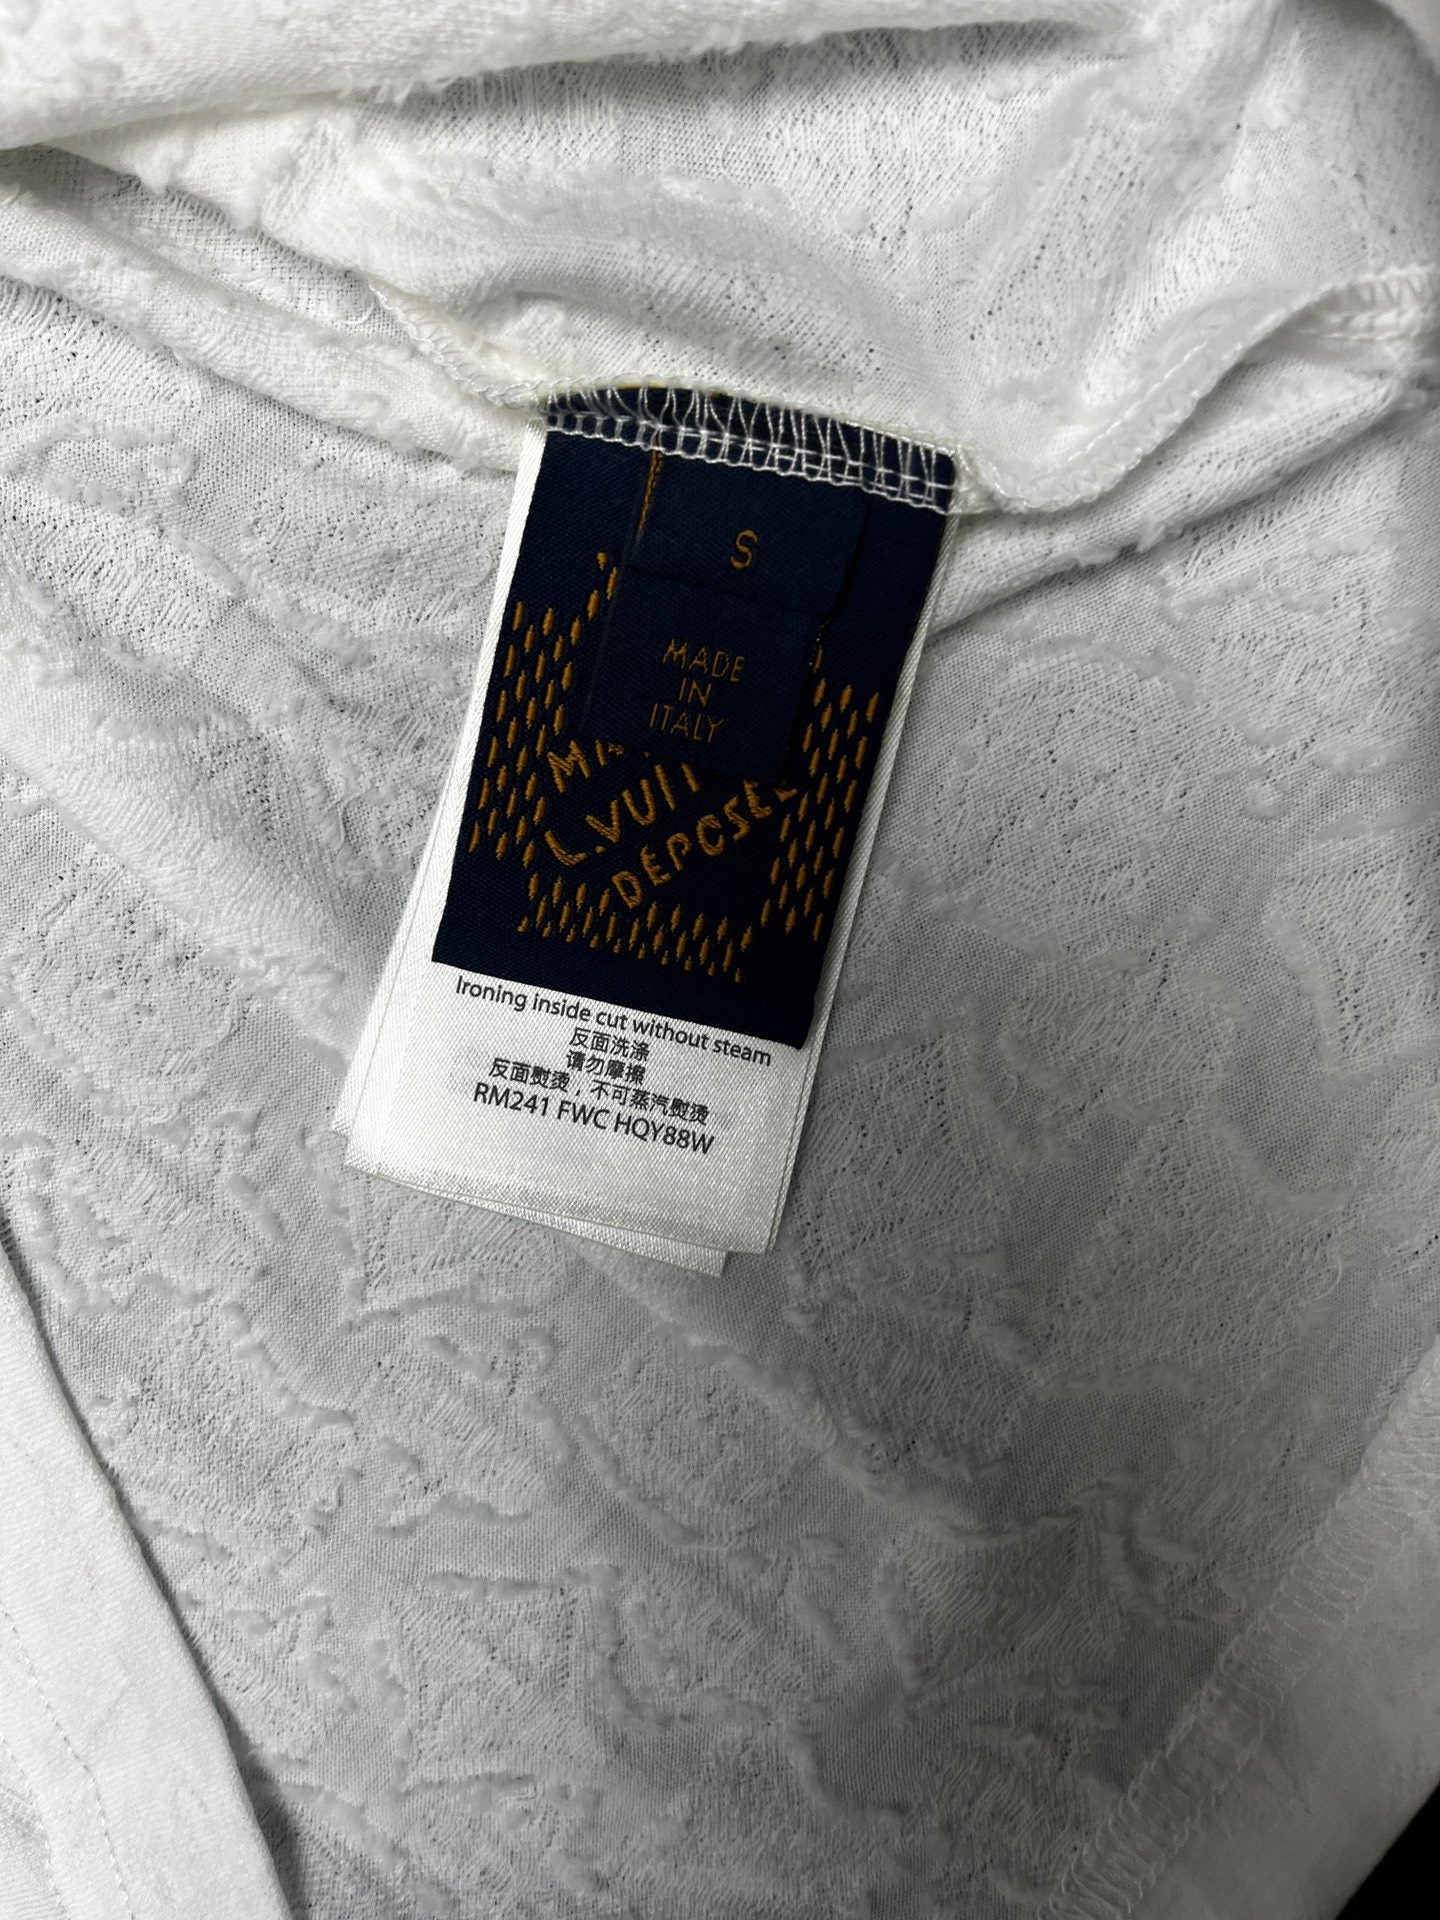 S
MADE
IN
ITALY
L.VUIT
DÉPOSÉE
Ironing inside cut without steam
反面洗涤
请勿摩擦
反面熨烫，不可蒸汽熨烫
RM241 FWC HQY88W